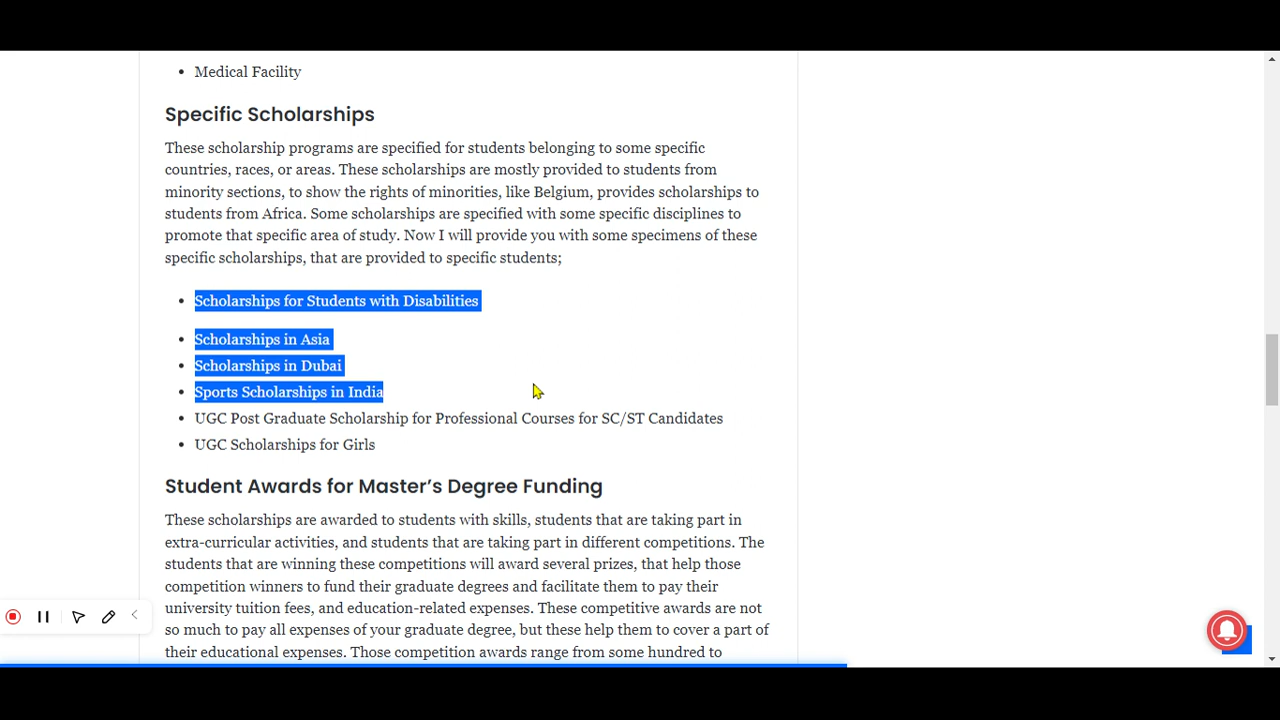 Medical Facility
Specific Scholarships
These scholarship programs are specified for students belonging to some specific
countries, races, or areas. These scholarships are mostly provided to students from
minority sections, to show the rights of minorities, like Belgium, provides scholarships to
students from Africa. Some scholarships are specified with some specific disciplines to
promote that specific area of study. Now I will provide you with some specimens of these
specific scholarships, that are provided to specific students;
Scholarships for Students with Disabilities
Scholarships in Asia
Scholarships in Dubai
Sports Scholarships in India
UGC Post Graduate Scholarship for Professional Courses for SC/ST Candidates
UGC Scholarships for Girls
Student Awards for Master’s Degree Funding
These scholarships are awarded to students with skills, students that are taking part in
extra-curricular activities, and students that are taking part in different competitions. The
students that are winning these competitions will award several prizes, that help those
competition winners to fund their graduate degrees and facilitate them to pay their
university tuition fees, and education-related expenses. These competitive awards are not
so much to pay all expenses of your graduate degree, but these help them to cover a part of
their educational expenses. Those competition awards range from some hundred to